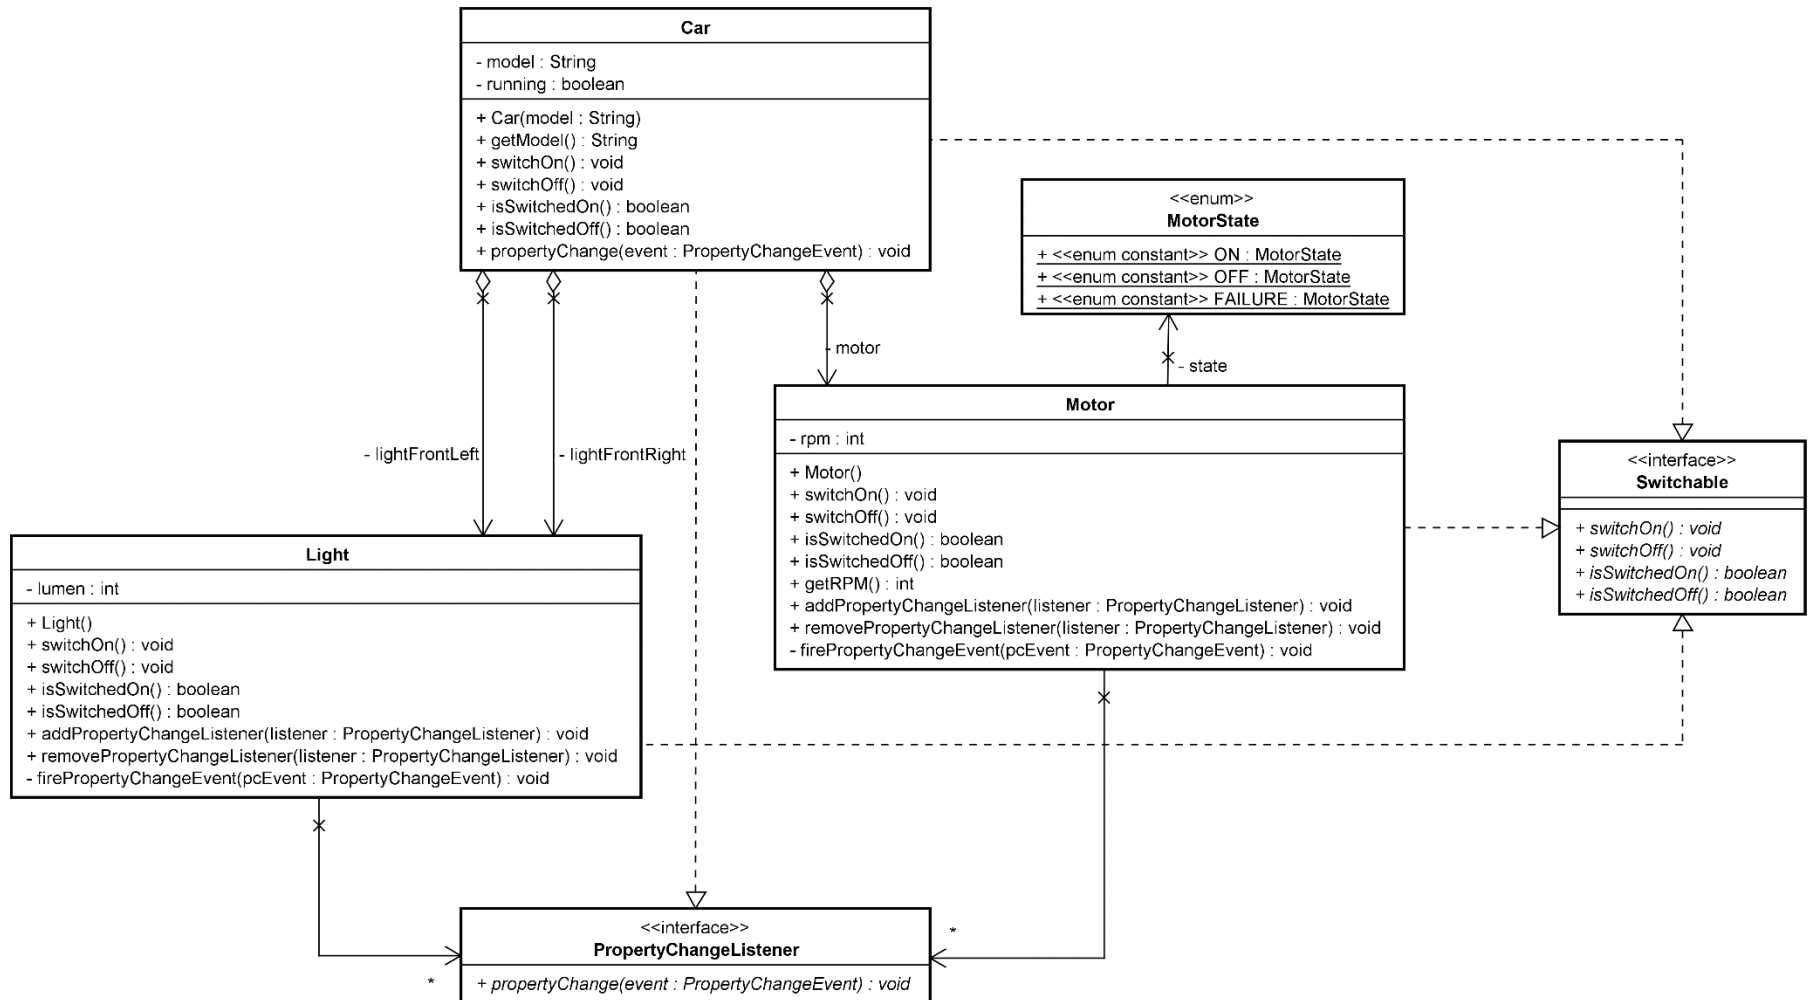 Car
- model : String
- running : boolean
+ Car(model : String)
+ getModel() : String
+ switchOn() : void
+ switchOff() : void
+ isSwitchedOn() : boolean
+ isSwitchedOff() : boolean
+ propertyChange(event : PropertyChangeEvent) : void
<<enum>>
MotorState
+ <<enum constant>> ON : MotorState
+ <<enum constant>> OFF : MotorState
+ <<enum constant>> FAILURE : MotorState
- motor
- state
- lightFrontLeft
- lightFrontRight
Motor
- rpm : int
+ Motor()
+ switchOn() : void
+ switchOff() : void
+ isSwitchedOn() : boolean
+ isSwitchedOff() : boolean
+ getRPM() : int
+ addPropertyChangeListener(listener : PropertyChangeListener) : void
+ removePropertyChangeListener(listener : PropertyChangeListener) : void
- firePropertyChangeEvent(pcEvent : PropertyChangeEvent) : void
<<interface>>
Switchable
+ switchOn() : void
+ switchOff() : void
+ isSwitchedOn() : boolean
+ isSwitchedOff() : boolean
Light
- lumen : int
+ Light()
+ switchOn() : void
+ switchOff() : void
+ isSwitchedOn() : boolean
+ isSwitchedOff() : boolean
+ addPropertyChangeListener(listener : PropertyChangeListener) : void
+ removePropertyChangeListener(listener : PropertyChangeListener) : void
- firePropertyChangeEvent(pcEvent : PropertyChangeEvent) : void
*
*
<<interface>>
PropertyChangeListener
+ propertyChange(event : PropertyChangeEvent) : void